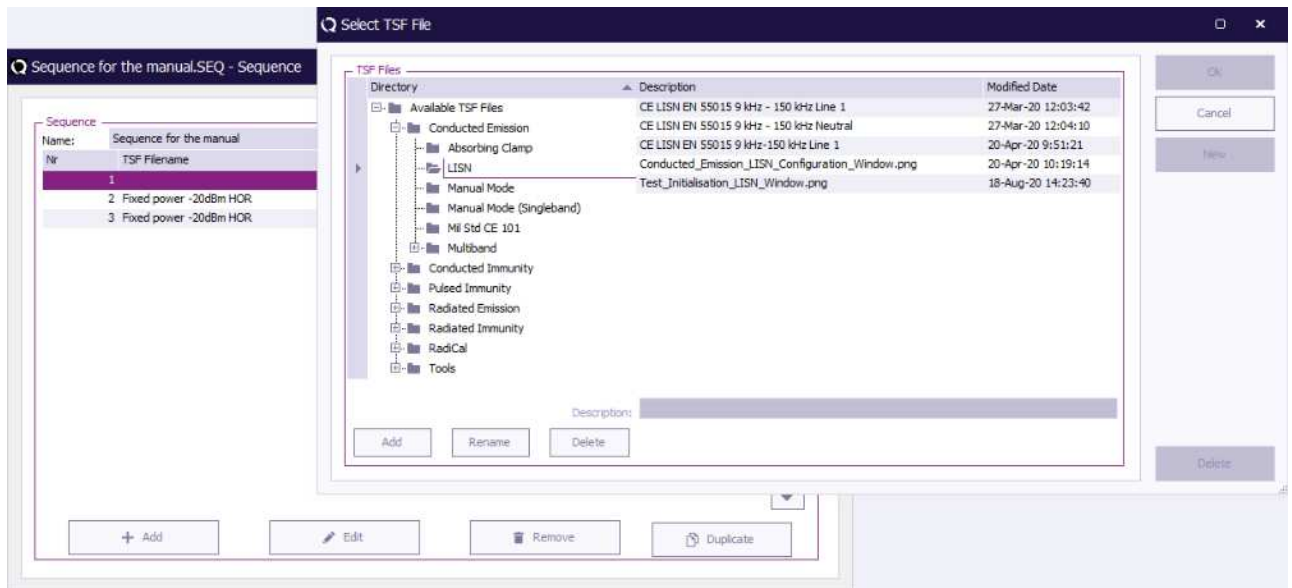 Select TSF File
Sequence for the manual.SEQ - Sequence
Sequence
Name: Sequence for the manual
Nr TSF Filename
1
2 Fixed power -20dBm HOR
3 Fixed power -20dBm HOR
+ Add
Edit
Remove
Duplicate
TSF Files
Directory Description Modified Date
Available TSF Files
Conducted Emission
Absorbing Clamp
LISN
Manual Mode
Manual Mode (Singleband)
Mil Std CE 101
Multiband
Conducted Immunity
Pulsed Immunity
Radiated Emission
Radiated Immunity
RadiCal
Tools
CE LISN EN 55015 9 kHz - 150 kHz Line 1 27-Mar-20 12:03:42
CE LISN EN 55015 9 kHz - 150 kHz Neutral 27-Mar-20 12:04:10
CE LISN EN 55015 9 kHz-150 kHz Line 1 20-Apr-20 9:51:21
Conducted_Emission_LISN_Configuration_Window.png 20-Apr-20 10:19:14
Test_Initialisation_LISN_Window.png 18-Aug-20 14:23:40
Description:
Add
Rename
Delete
Ok
Cancel
New
Delete